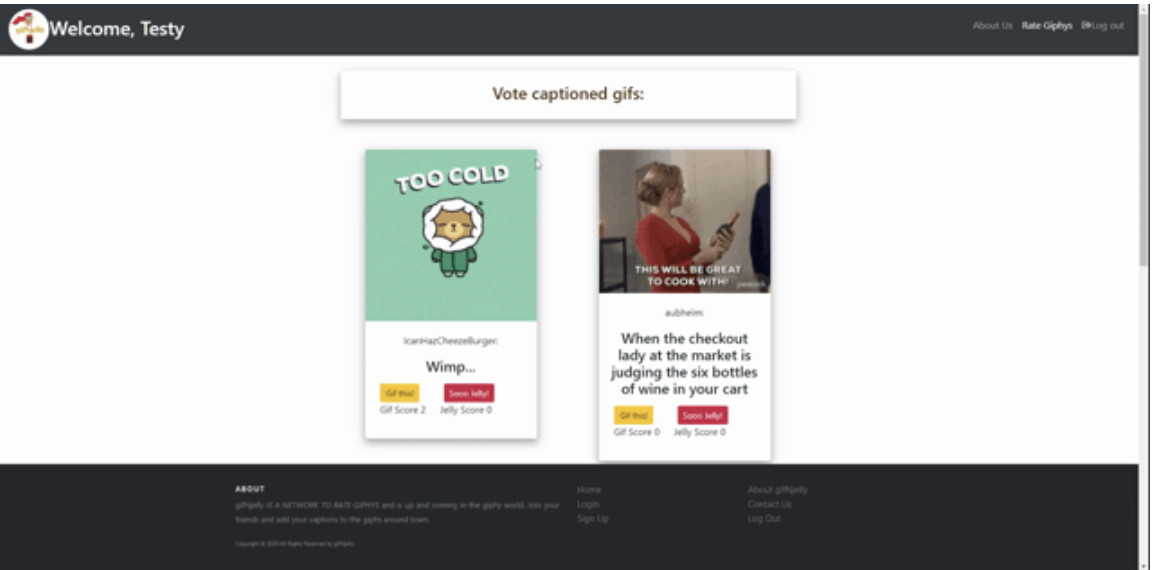 Welcome, Testy
About Us Rate Giphys Log out
Vote captioned gifs:
TOO COLD
IcanHazCheezeBurger:
Wimp...
Gif this! Sooo Jelly!
Gif Score 2 Jelly Score 0
THIS WILL BE GREAT
TO COOK WITH!
aubheim:
When the checkout
lady at the market is
judging the six bottles
of wine in your cart
Gif this! Sooo Jelly!
Gif Score 0 Jelly Score 0
ABOUT
gifNjelly IS A NETWORK TO RATE GIPHYS and is up and coming in the giphy world. Join your
friends and add your captions to the giphs around town.
Copyright © 2020 All Rights Reserved by gifNjelly.
Home
Login
Sign Up
About gifNjelly
Contact Us
Log Out